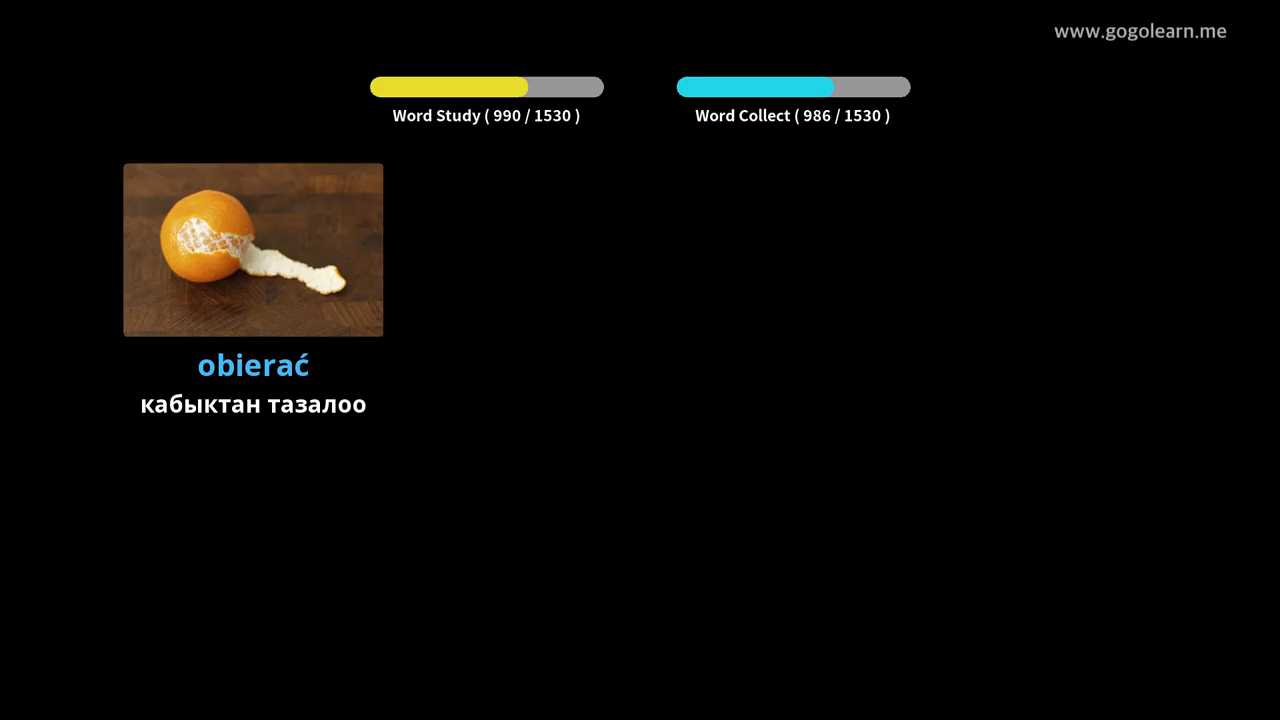 www.gogolearn.me
Word Study ( 990 / 1530 )
Word Collect ( 986 / 1530 )
obierać
кабыктан тазалоо